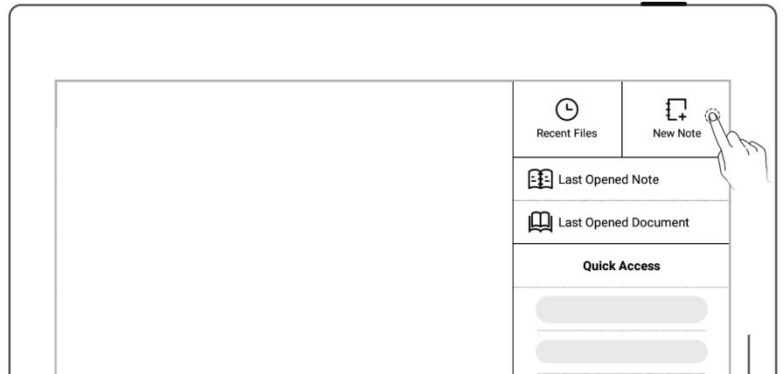 Recent Files
New Note
Last Opened Note
Last Opened Document
Quick Access